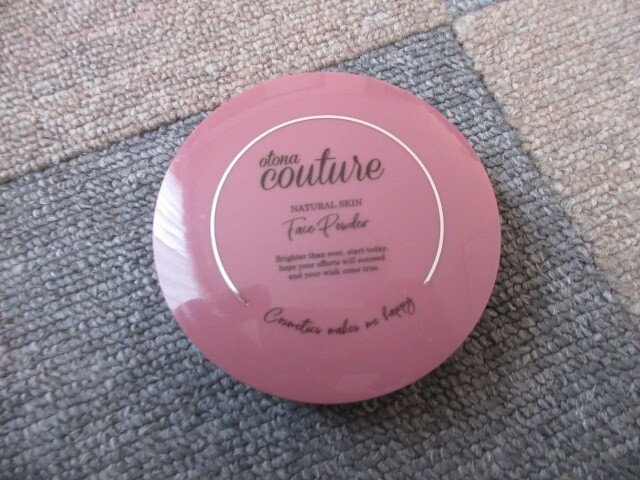 otona
couture
NATURAL SKIN
Face Powder
Brighter than ever, start today.
hope your efforts will succeed
and your wish come true.
Cosmetics makes me happy